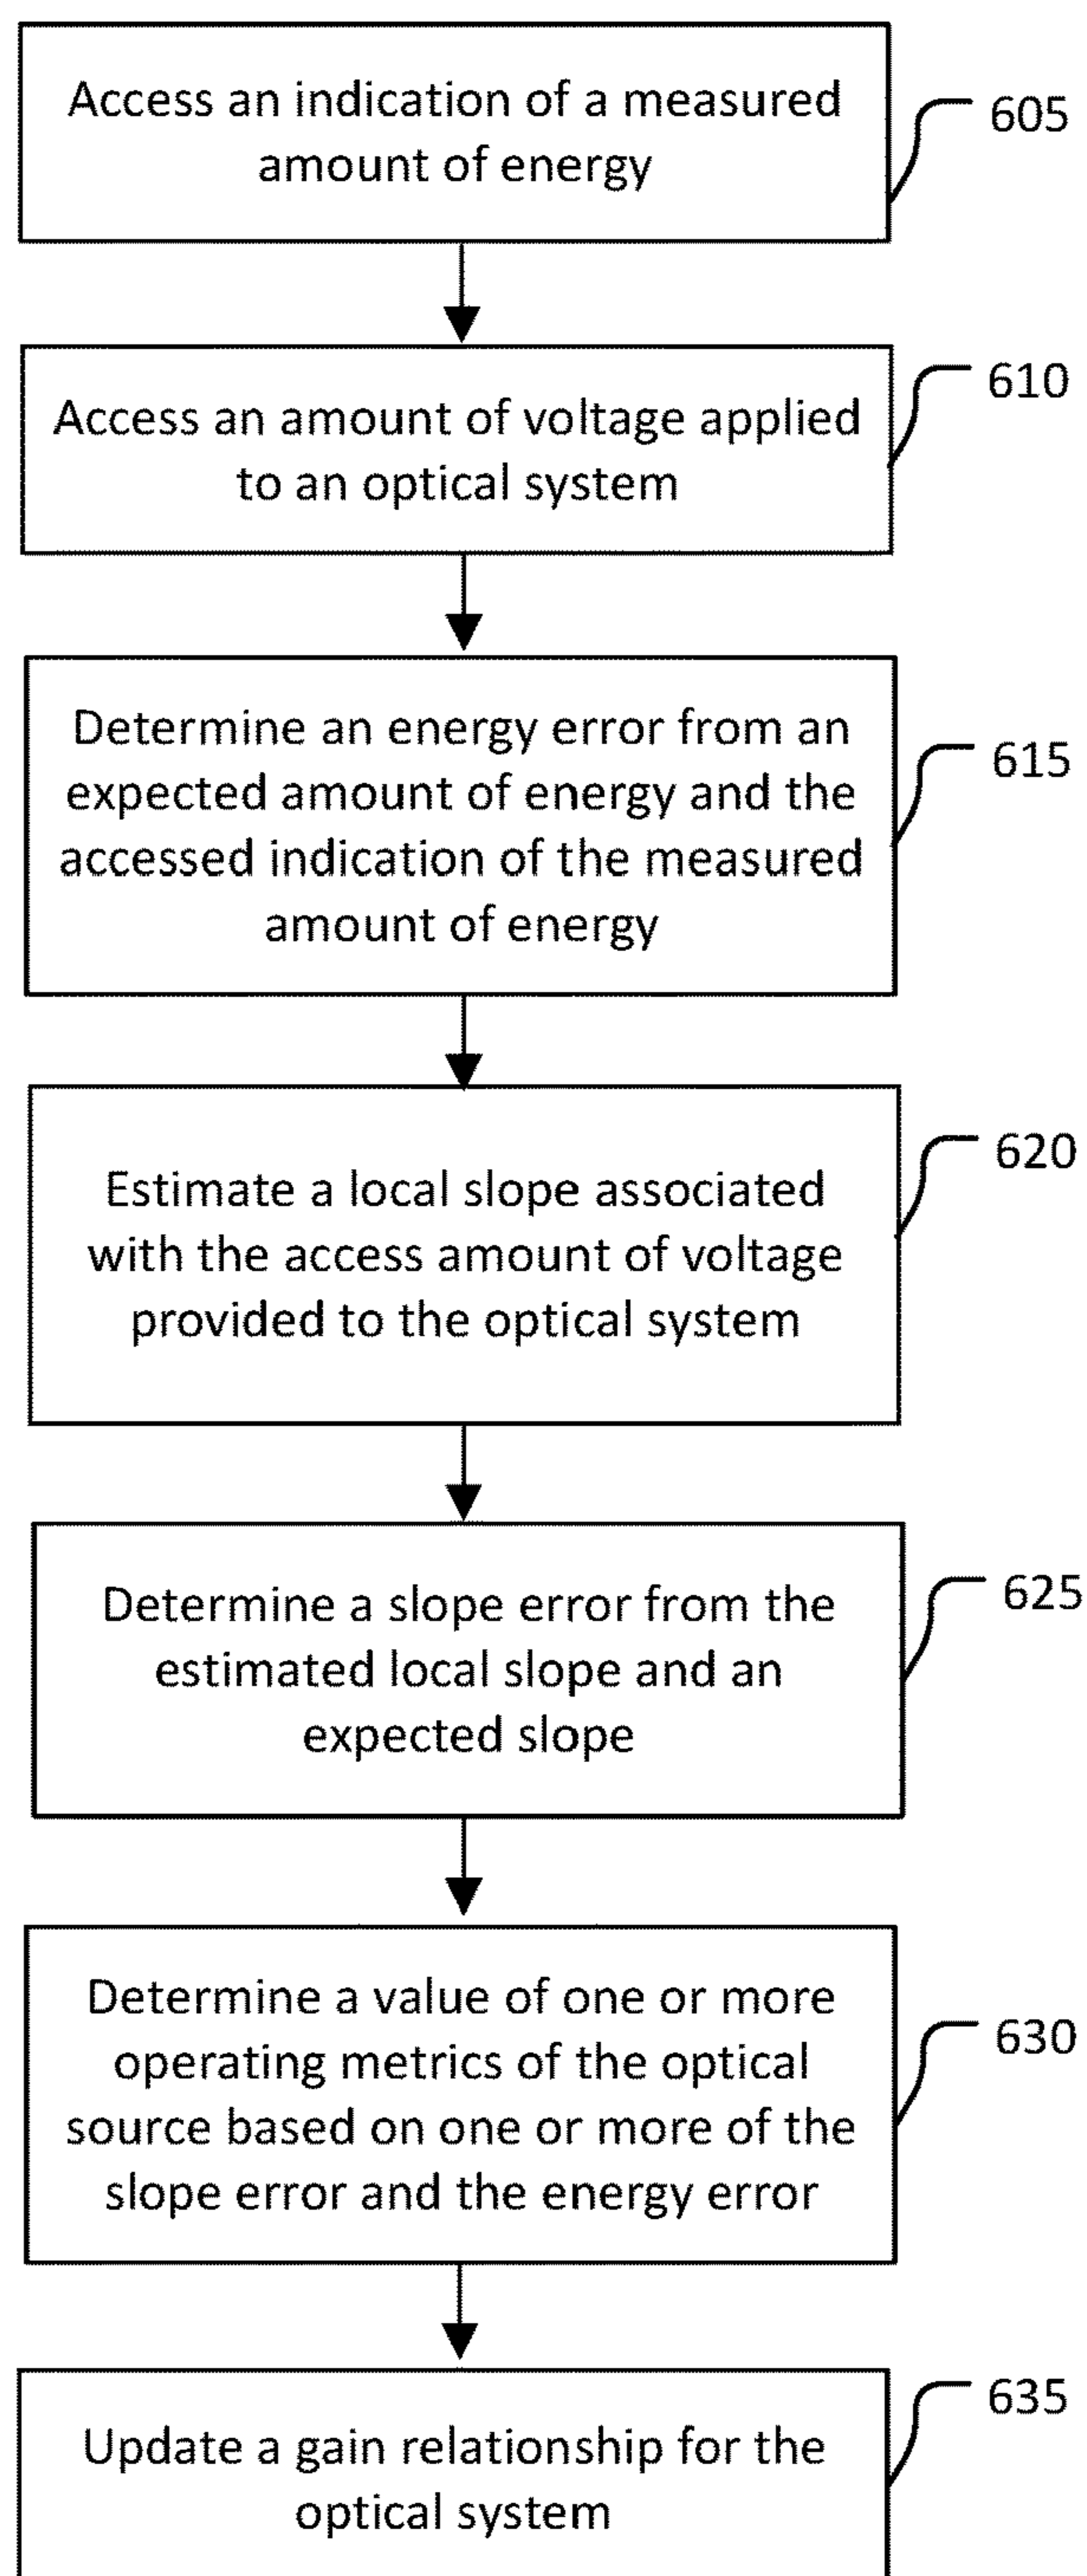 Access an indication of a measured
amount of energy
605
Access an amount of voltage applied
to an optical system
610
Determine an energy error from an
expected amount of energy and the
accessed indication of the measured
amount of energy
615
Estimate a local slope associated
with the access amount of voltage
provided to the optical system
620
Determine a slope error from the
estimated local slope and an
expected slope
625
Determine a value of one or more
operating metrics of the optical
source based on one or more of the
slope error and the energy error
630
Update a gain relationship for the
optical system
635